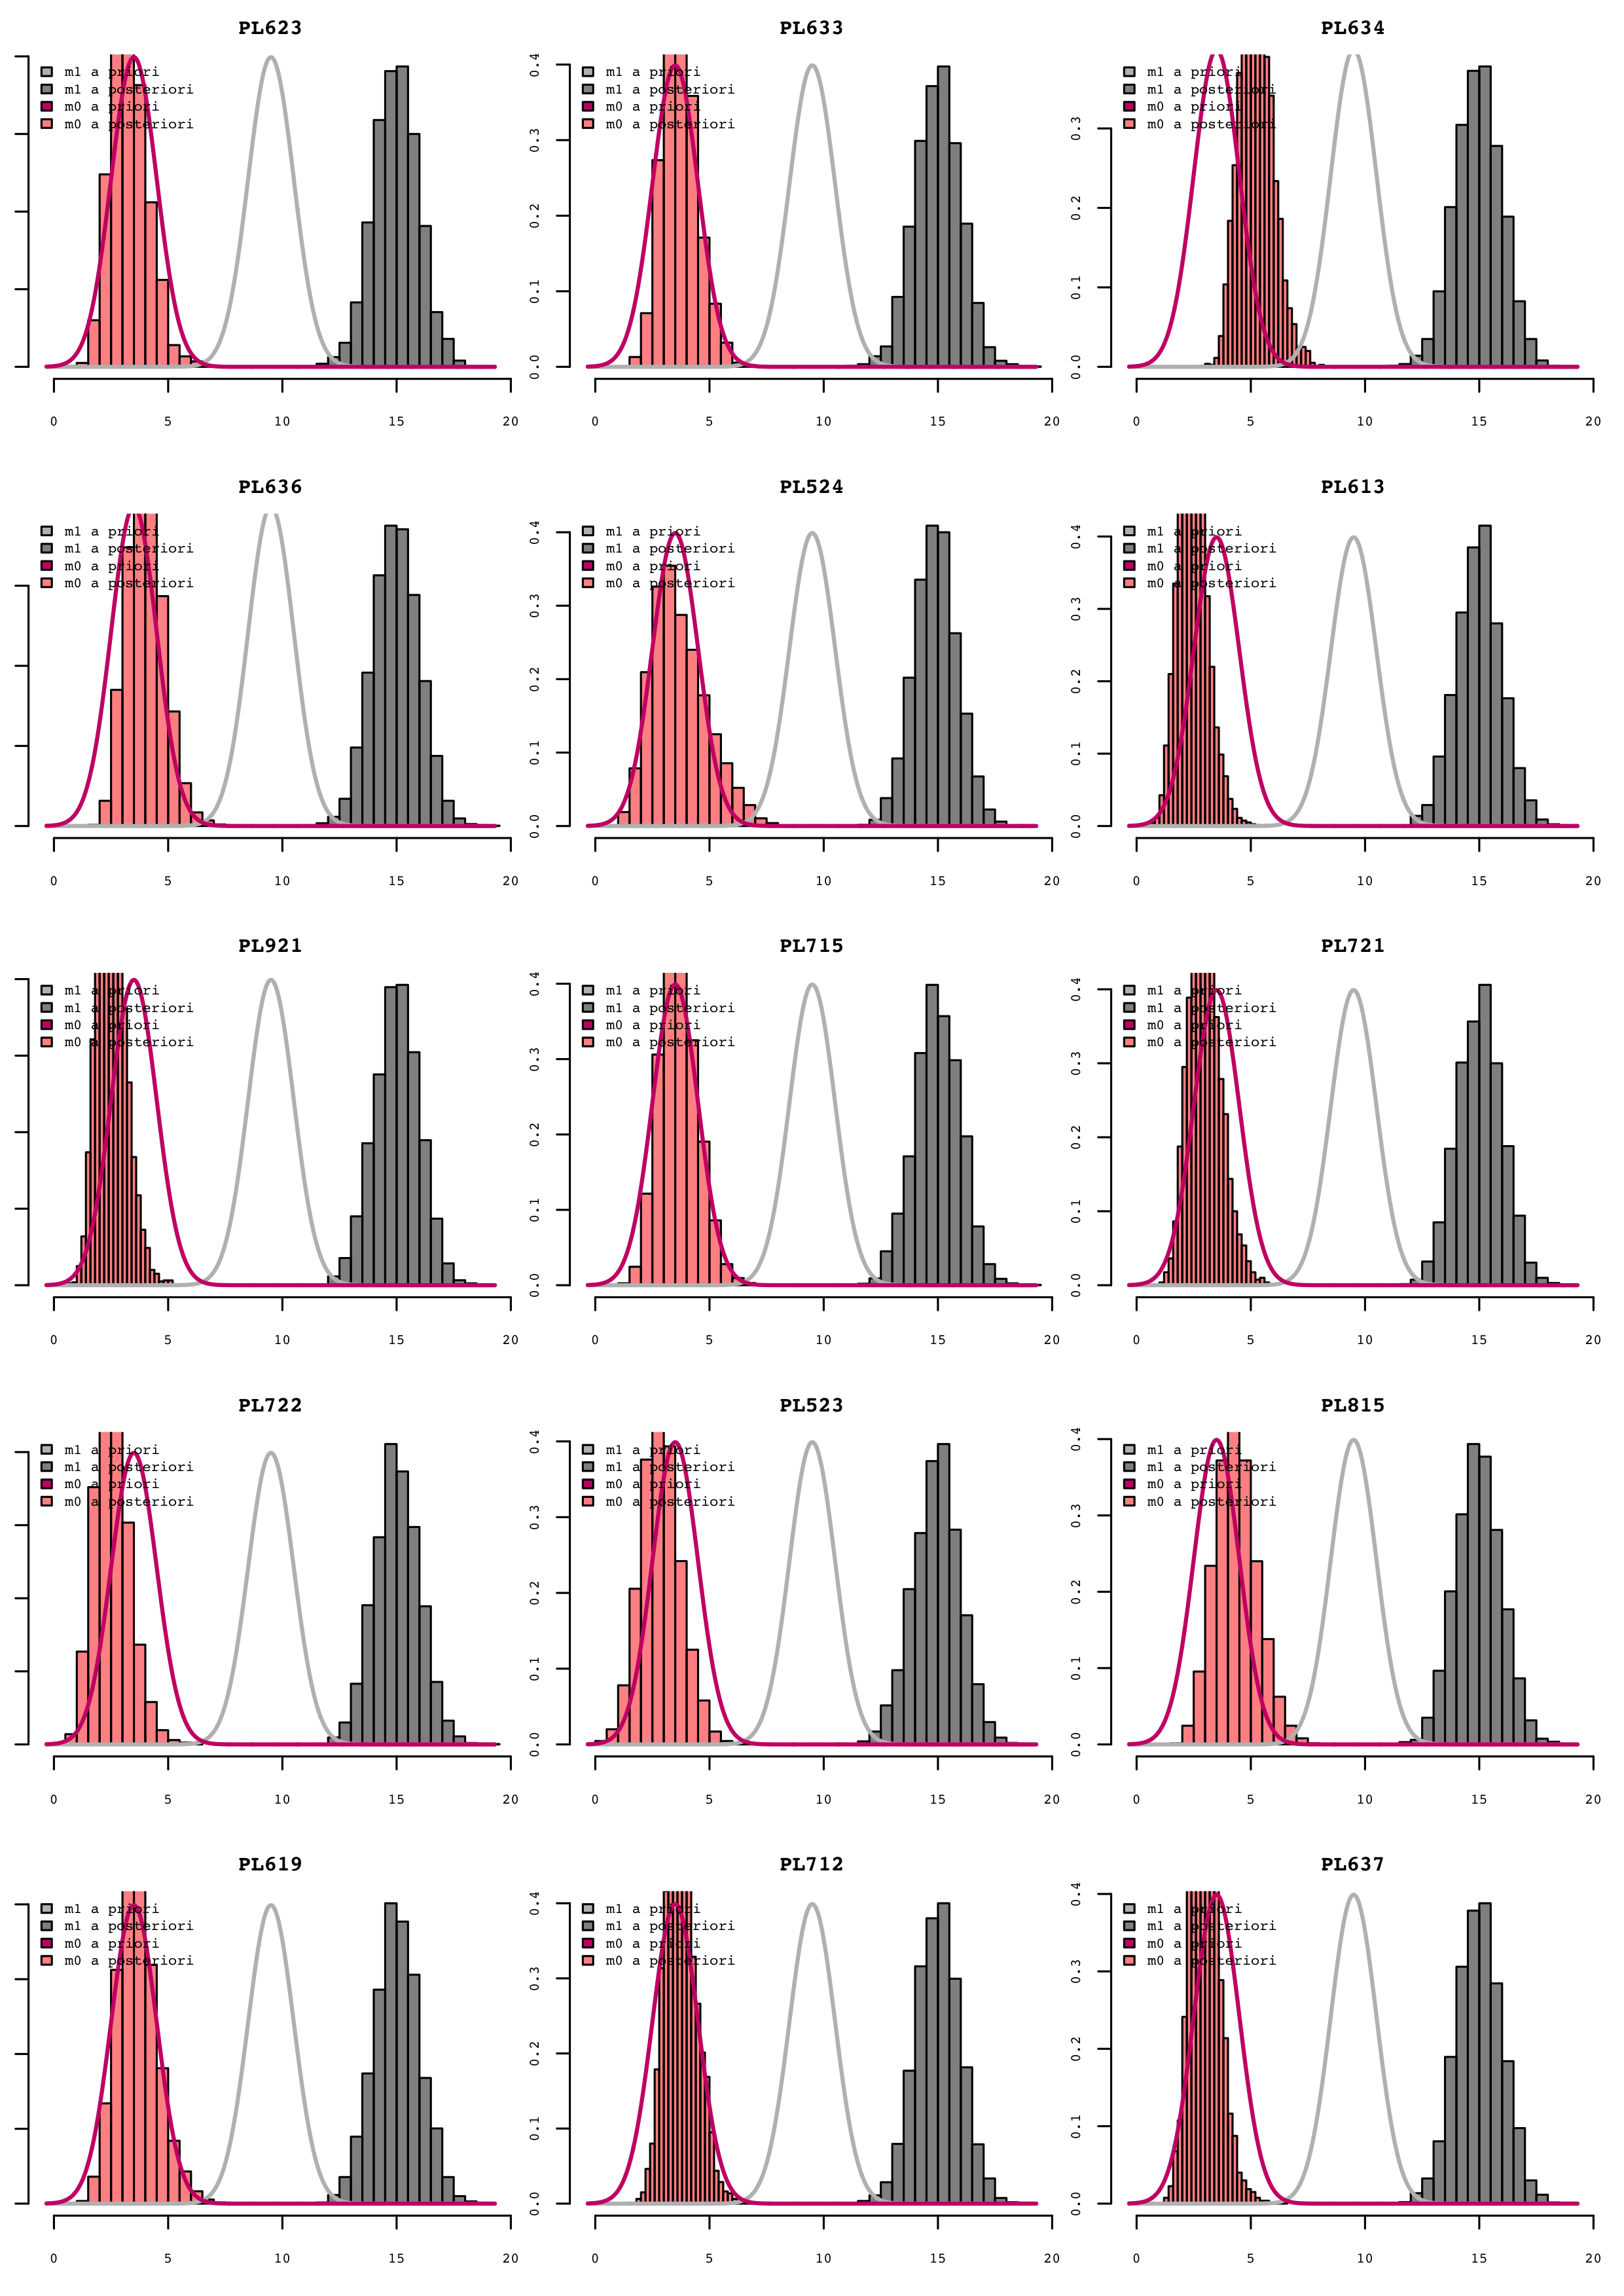 PL623
m1 a priori
m1 a posteriori
m0 a priori
m0 a posteriori
0 5 10 15 20
PL633
0.0 0.1 0.2 0.3 0.4
m1 a priori
m1 a posteriori
m0 a priori
m0 a posteriori
0 5 10 15 20
PL634
0.0 0.1 0.2 0.3
m1 a priori
m1 a posteriori
m0 a priori
m0 a posteriori
0 5 10 15 20
PL636
m1 a priori
m1 a posteriori
m0 a priori
m0 a posteriori
0 5 10 15 20
PL524
0.0 0.1 0.2 0.3 0.4
m1 a priori
m1 a posteriori
m0 a priori
m0 a posteriori
0 5 10 15 20
PL613
0.0 0.1 0.2 0.3 0.4
m1 a priori
m1 a posteriori
m0 a priori
m0 a posteriori
0 5 10 15 20
PL921
m1 a priori
m1 a posteriori
m0 a priori
m0 a posteriori
0 5 10 15 20
PL715
0.0 0.1 0.2 0.3 0.4
m1 a priori
m1 a posteriori
m0 a priori
m0 a posteriori
0 5 10 15 20
PL721
0.0 0.1 0.2 0.3 0.4
m1 a priori
m1 a posteriori
m0 a priori
m0 a posteriori
0 5 10 15 20
PL722
m1 a priori
m1 a posteriori
m0 a priori
m0 a posteriori
0 5 10 15 20
PL523
0.0 0.1 0.2 0.3 0.4
m1 a priori
m1 a posteriori
m0 a priori
m0 a posteriori
0 5 10 15 20
PL815
0.0 0.1 0.2 0.3 0.4
m1 a priori
m1 a posteriori
m0 a priori
m0 a posteriori
0 5 10 15 20
PL619
m1 a priori
m1 a posteriori
m0 a priori
m0 a posteriori
0 5 10 15 20
PL712
0.0 0.1 0.2 0.3 0.4
m1 a priori
m1 a posteriori
m0 a priori
m0 a posteriori
0 5 10 15 20
PL637
0.0 0.1 0.2 0.3 0.4
m1 a priori
m1 a posteriori
m0 a priori
m0 a posteriori
0 5 10 15 20